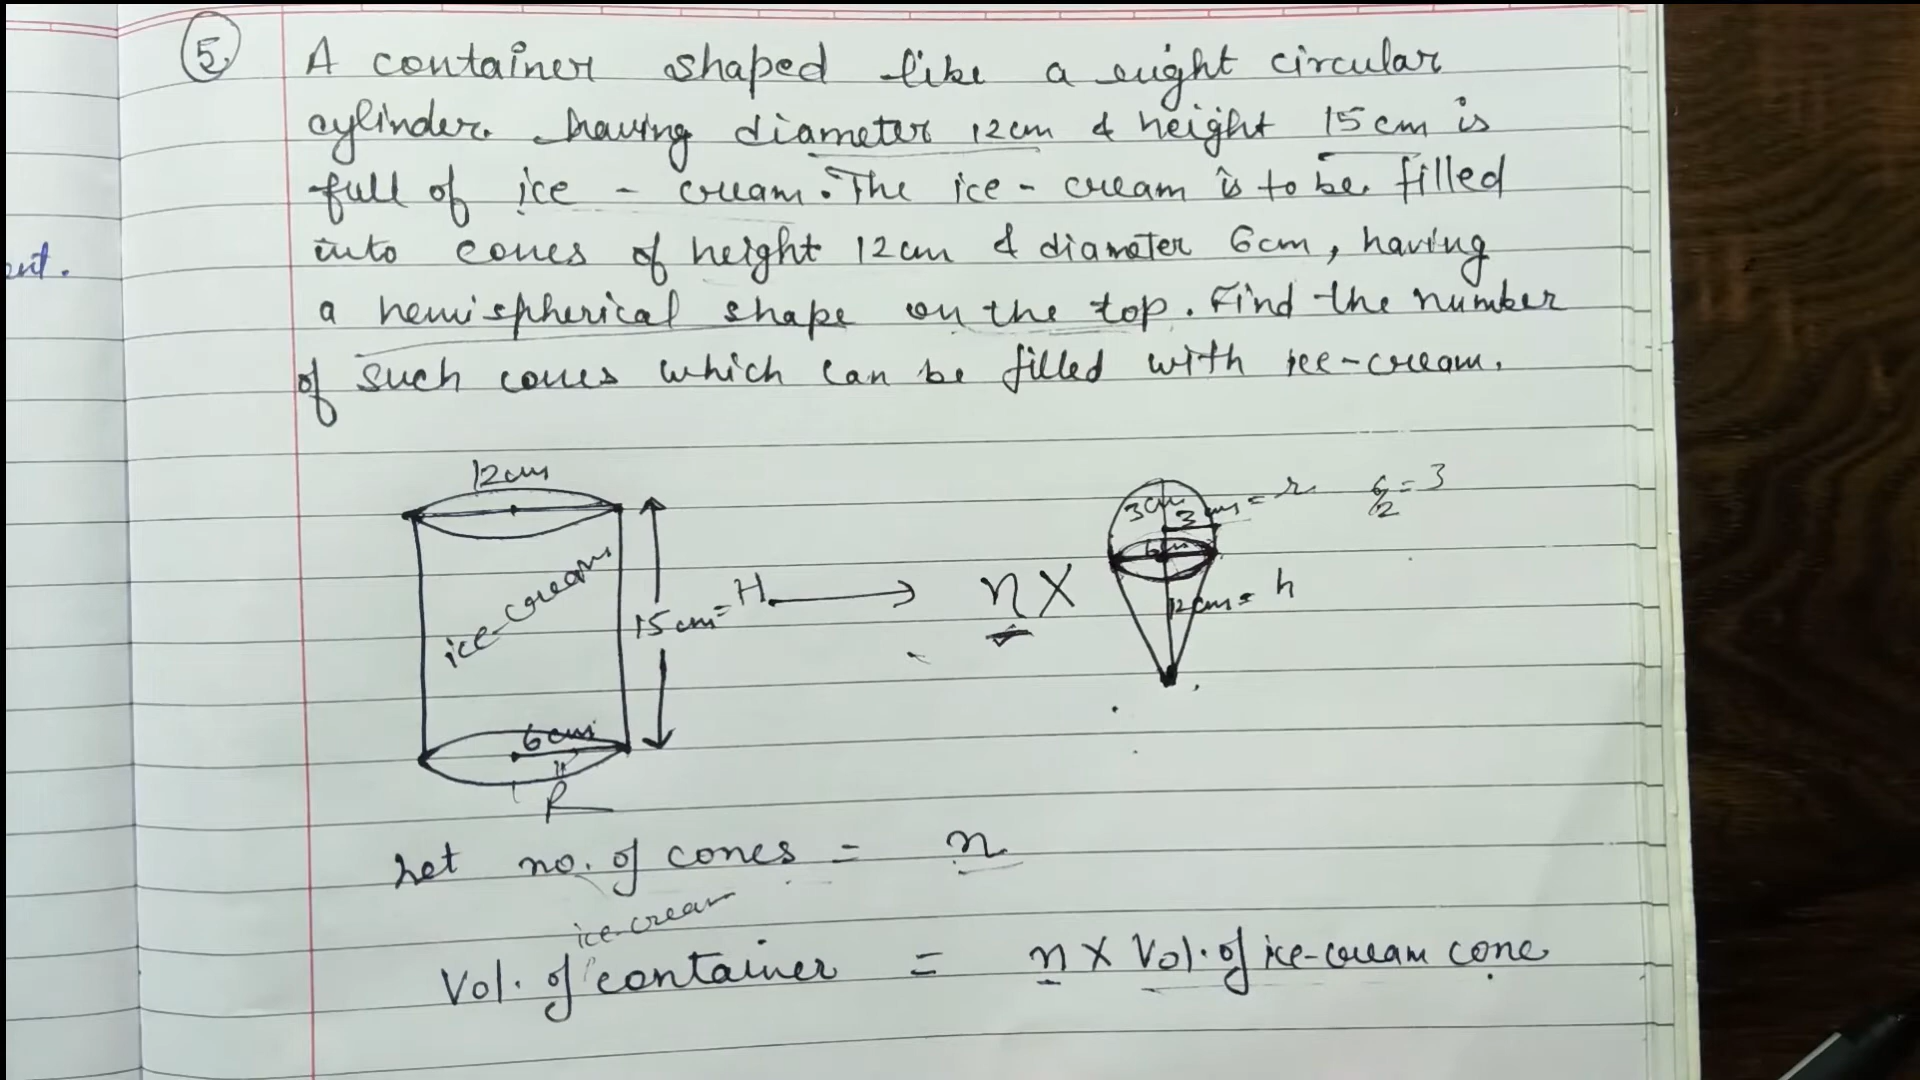 5.
A container shaped like a right circular
cylinder having diameter 12cm & height 15cm is
full of ice - cream. The ice - cream is to be filled
into cones of height 12cm & diameter 6cm, having
a hemispherical shape on the top. Find the number
of such cones which can be filled with ice-cream.
ent.
12cm
ice-cream
15cm = H
6cm
R
n X
3cm
3cm = r
6/2 = 3
6cm
12cm = h
Let no. of cones = n
ice-cream
Vol. of container = n X Vol. of ice-cream cone